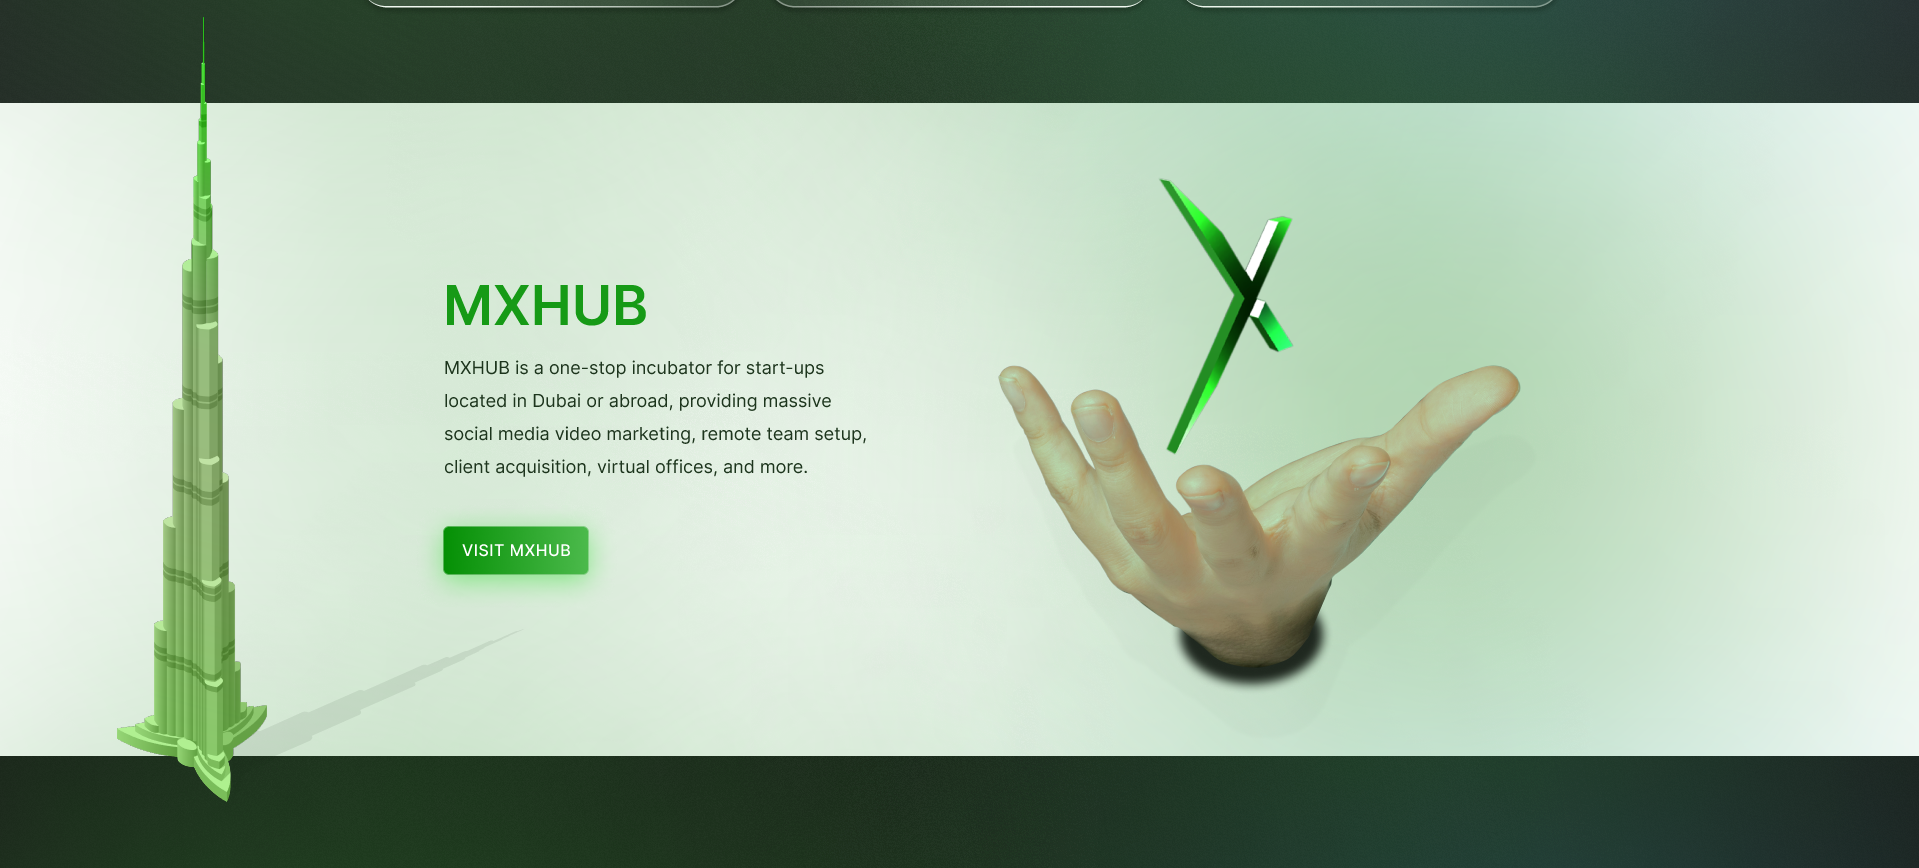 MXHUB
MXHUB is a one-stop incubator for start-ups
located in Dubai or abroad, providing massive
social media video marketing, remote team setup,
client acquisition, virtual offices, and more.
VISIT MXHUB